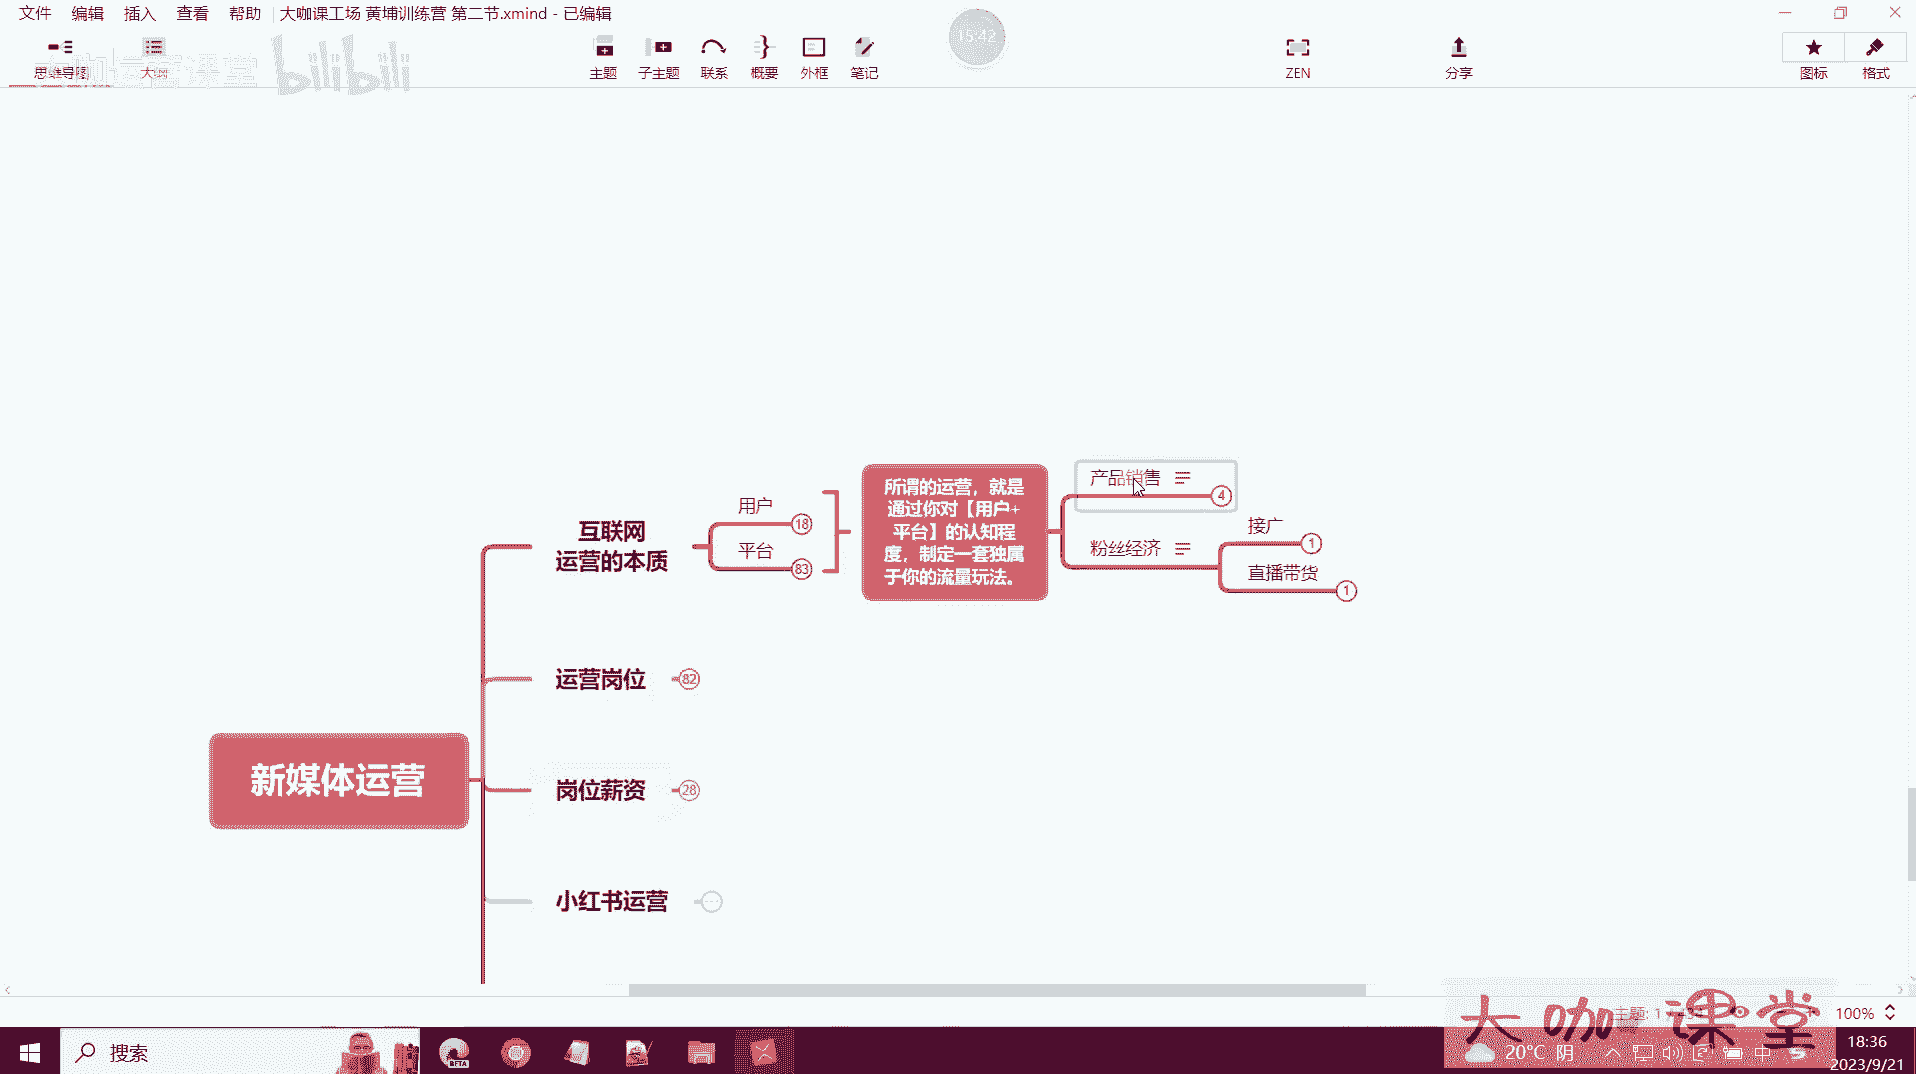 文件 编辑 插入 查看 帮助 大咖课工场 黄埔训练营 第二节.xmind - 已编辑
思维导图 大纲 主题 子主题 联系 概要 外框 笔记 ZEN 分享 图标 格式
大咖运营课堂 bilibili
15:42
产品销售 4
所谓的运营，就是
通过你对【用户+
平台】的认知程
度，制定一套独属
于你的流量玩法。
用户 18
平台 83
互联网
运营的本质
粉丝经济
接广 1
直播带货 1
运营岗位 82
新媒体运营
岗位薪资 28
小红书运营
大咖课堂
主题: 1
100%
搜索
BETA
20°C 阴
中
18:36
2023/9/21